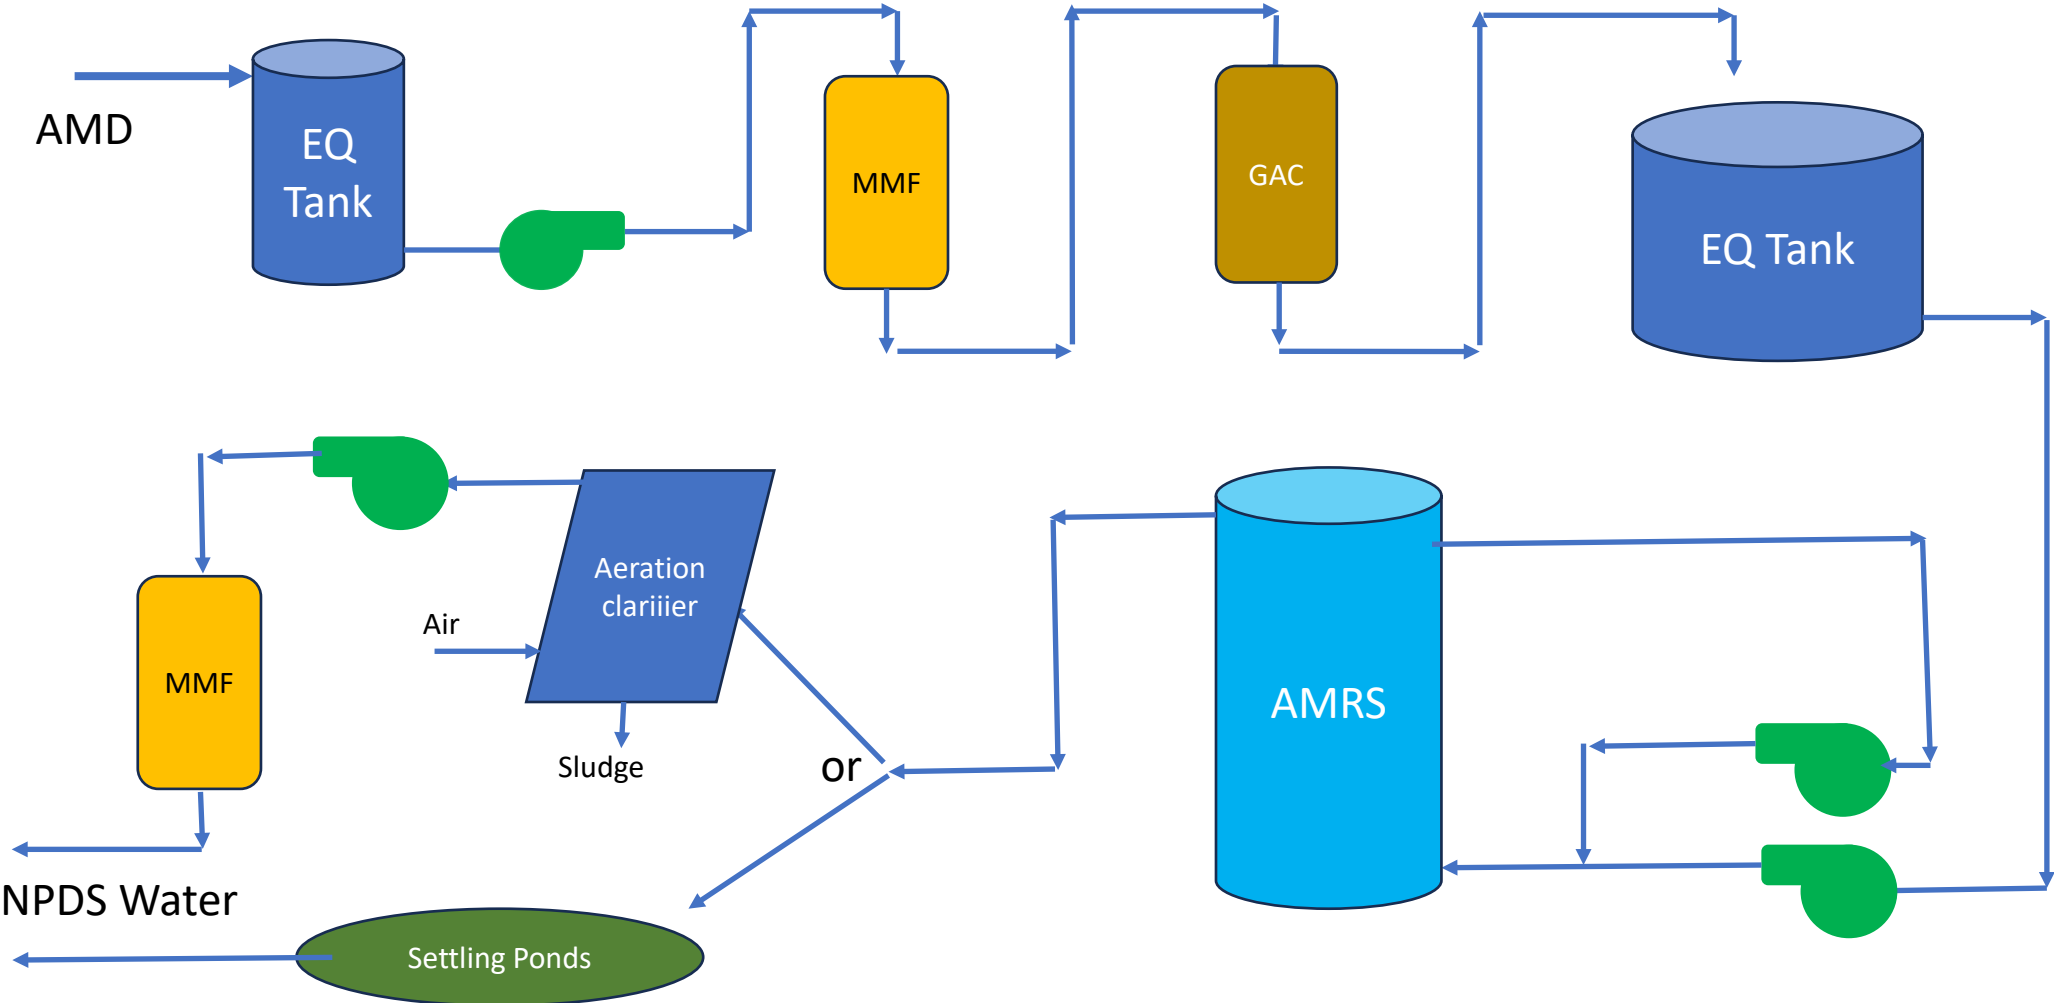 AMD
EQ
Tank
MMF
GAC
EQ Tank
MMF
Air
Aeration
clariiier
Sludge
or
AMRS
NPDS Water
Settling Ponds